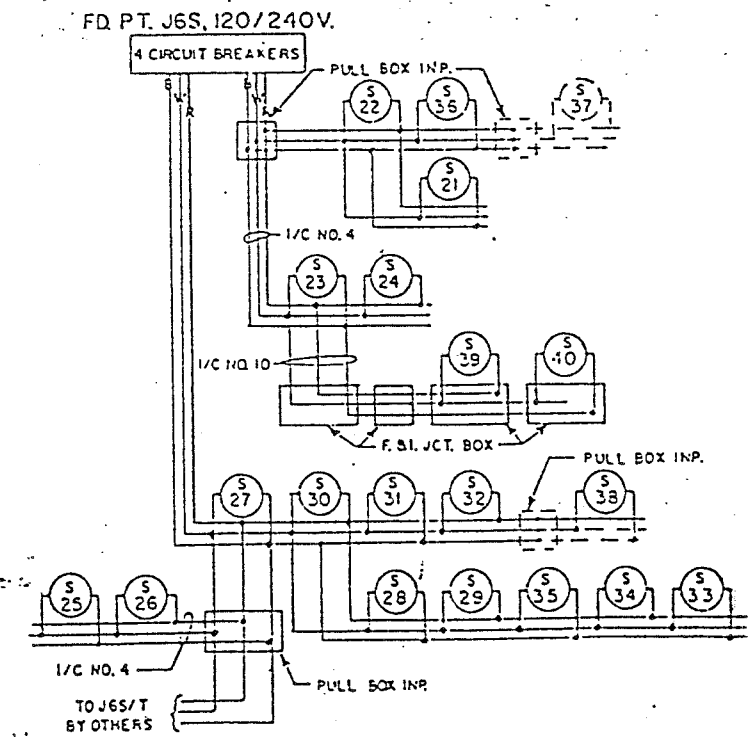 FD. PT. J6S, 120/240V.
4 CIRCUIT BREAKERS
PULL BOX INP.
S 22
S 36
S 37
S 21
1/C NO. 4
S 23
S 24
1/C NO. 10
S 39
S 40
F. S1. JCT. BOX
PULL BOX INP.
S 27
S 30
S 31
S 32
S 38
S 25
S 26
S 28
S 29
S 35
S 34
S 33
1/C NO. 4
PULL BOX INP.
TO J6S/T
BY OTHERS